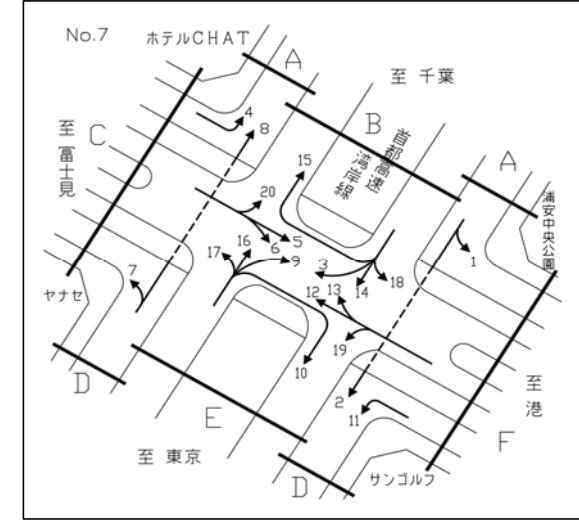 No.7
ホテルCHAT
A
至 千葉
B
首都高速
湾岸線
A
浦安中央公園
C
至 富士見
4
8
15
20
5
6
16
17
9
3
14
18
1
7
12
13
19
10
2
11
ヤナセ
D
E
至 東京
D
サンゴルフ
至 港
F